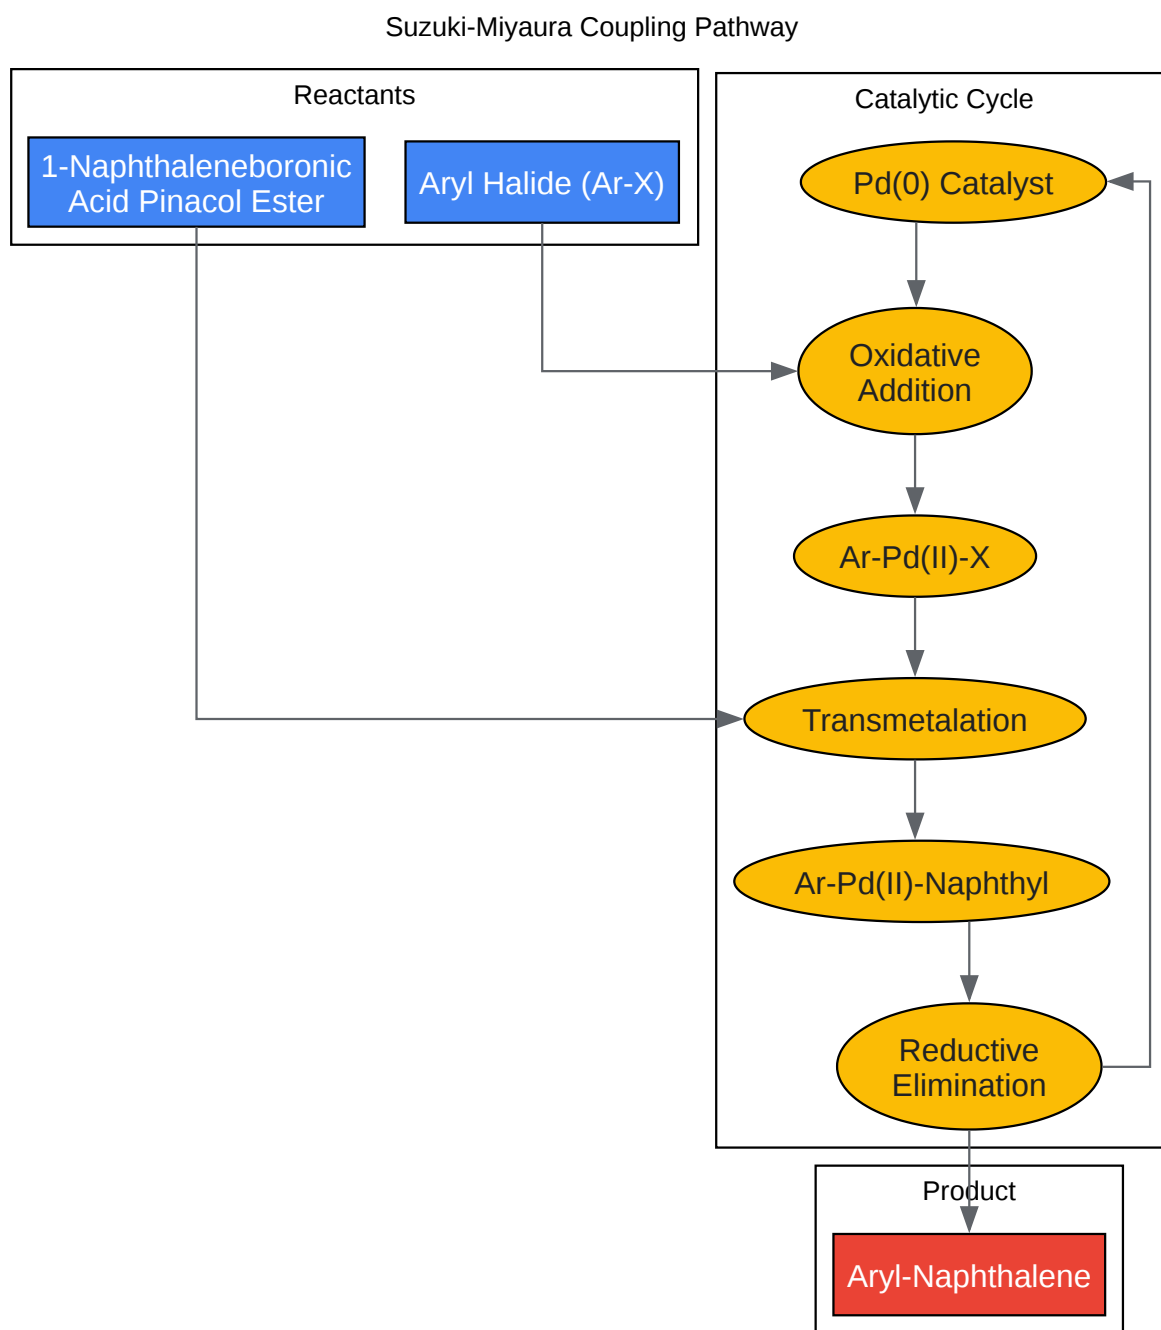 Suzuki-Miyaura Coupling Pathway
Reactants
1-Naphthaleneboronic
Acid Pinacol Ester
Aryl Halide (Ar-X)
Catalytic Cycle
Pd(0) Catalyst
Oxidative
Addition
Ar-Pd(II)-X
Transmetalation
Ar-Pd(II)-Naphthyl
Reductive
Elimination
Product
Aryl-Naphthalene